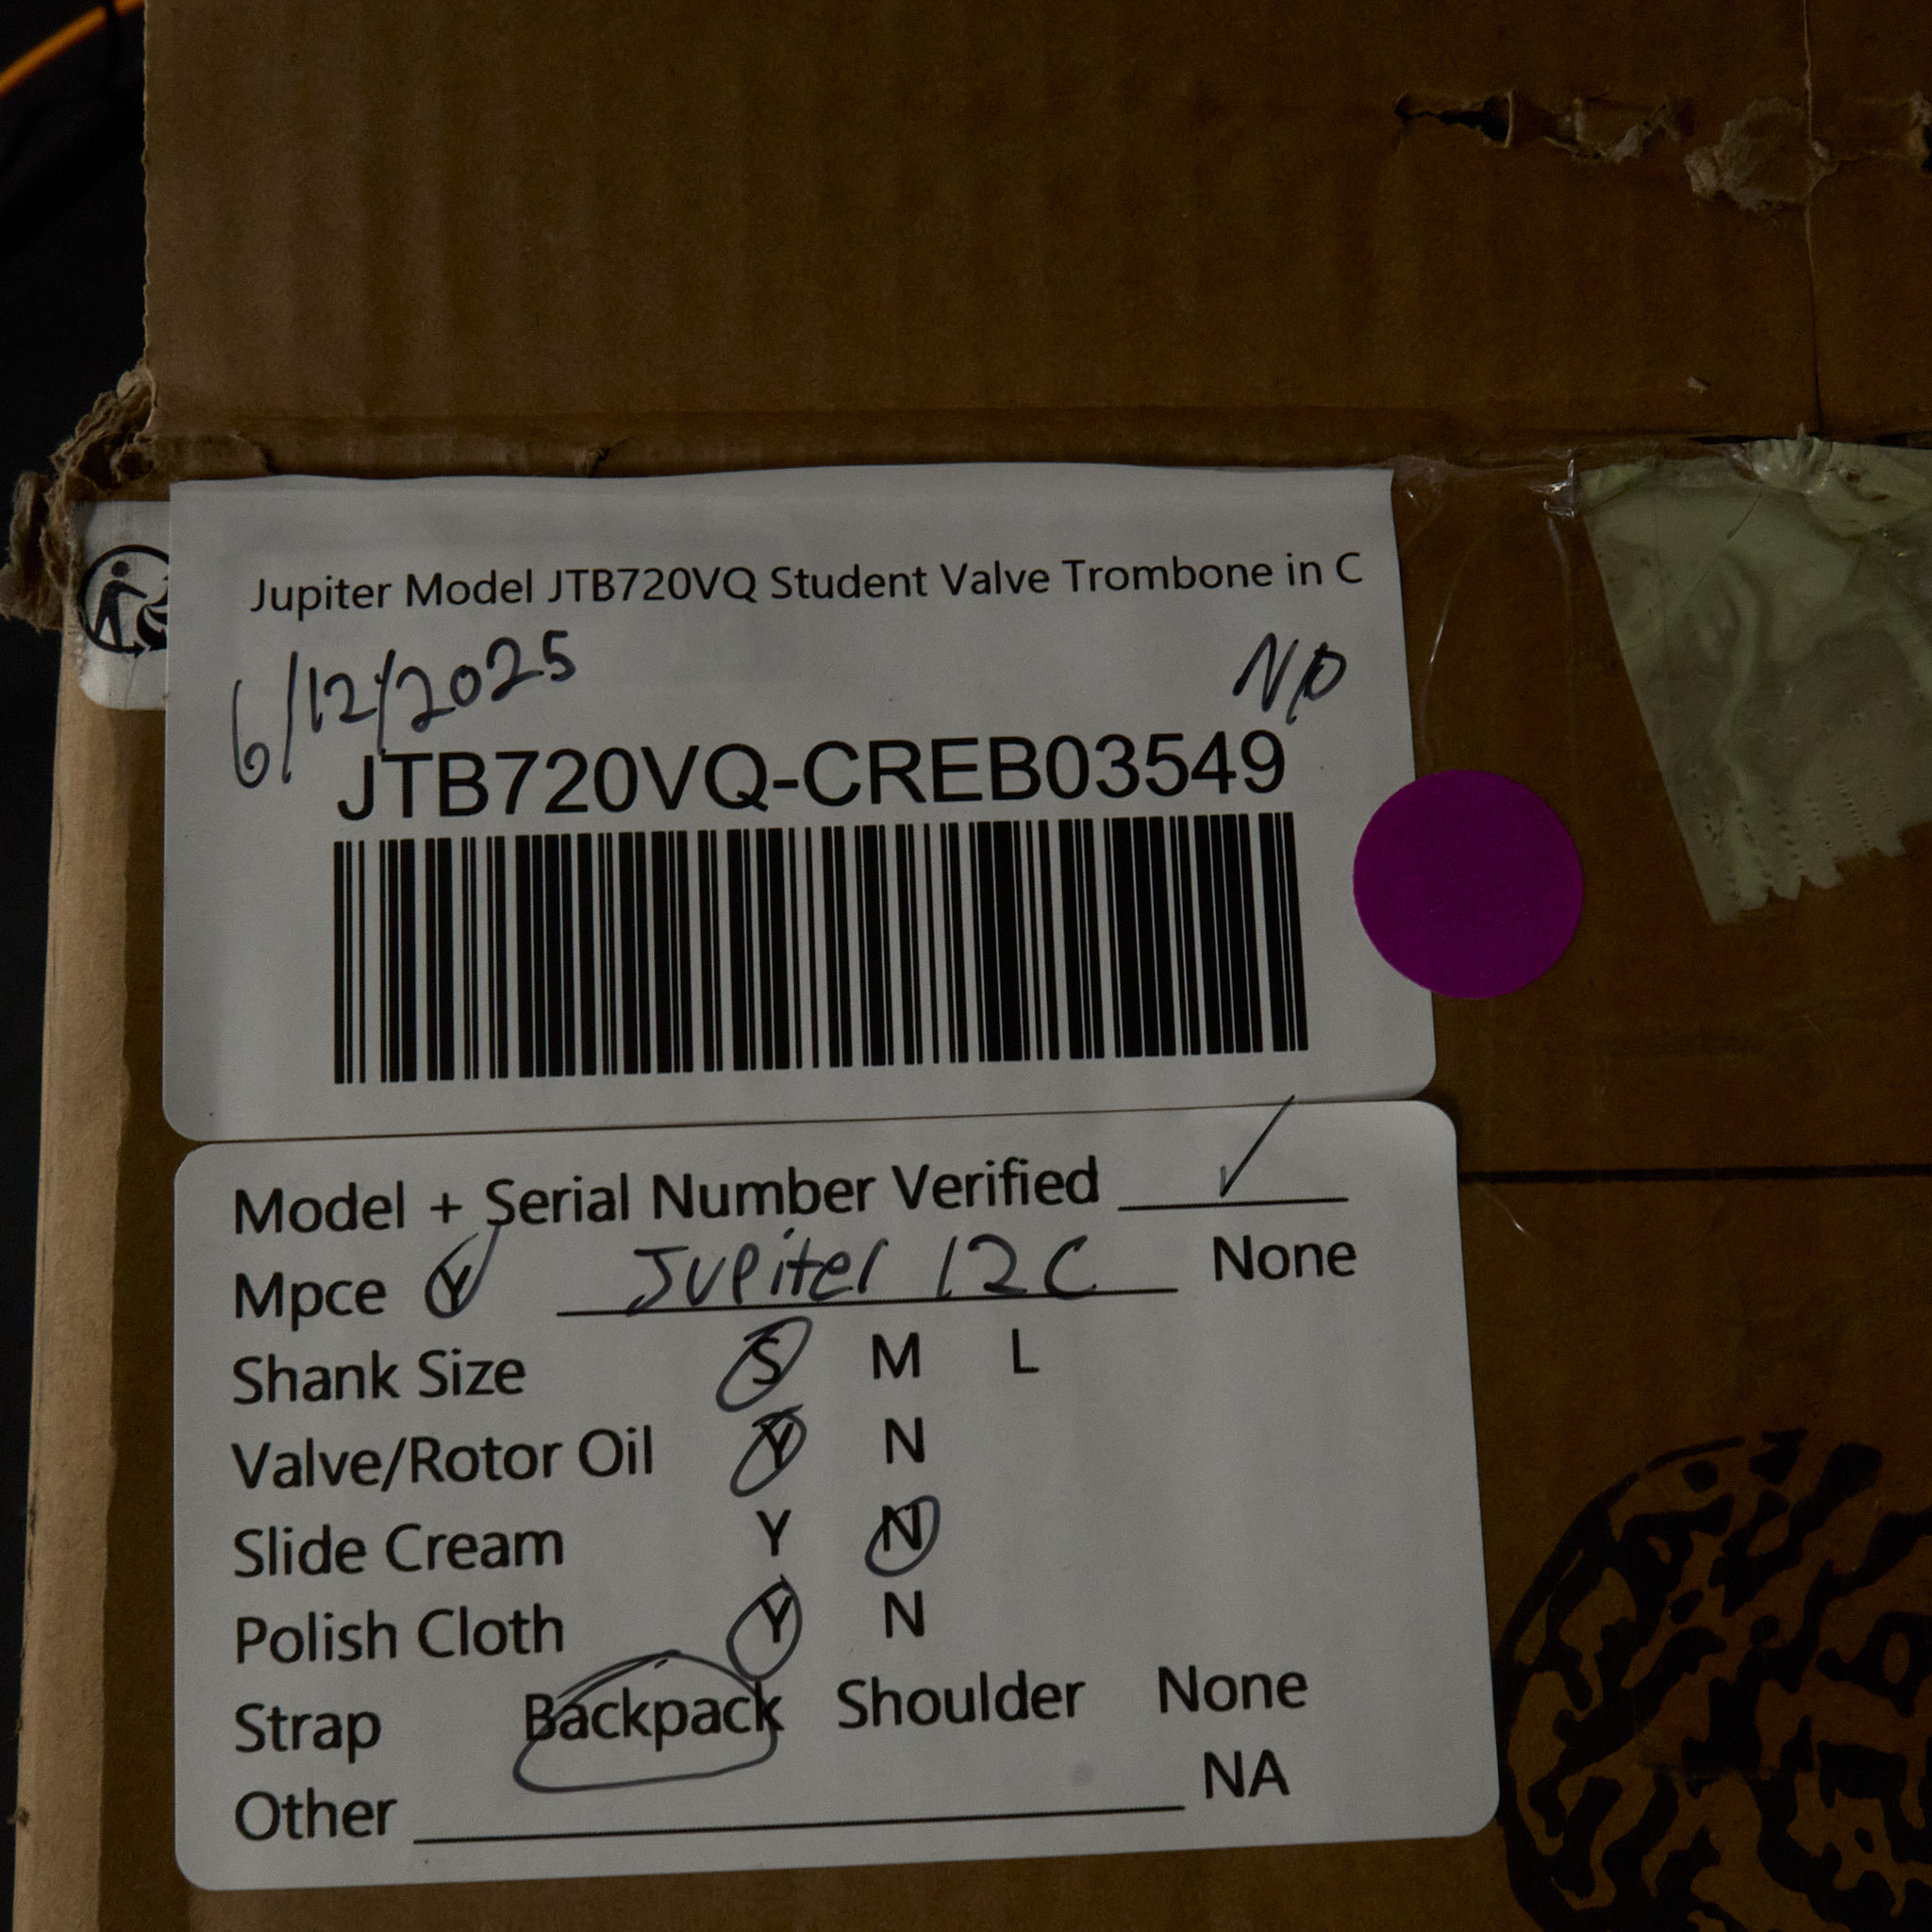 Jupiter Model JTB720VQ Student Valve Trombone in C
6/12/2025 NP
JTB720VQ-CREB03549
Model + Serial Number Verified ✓
Mpce Y Jupiter 12C None
Shank Size S M L
Valve/Rotor Oil Y N
Slide Cream Y N
Polish Cloth Y N
Strap Backpack Shoulder None
Other NA